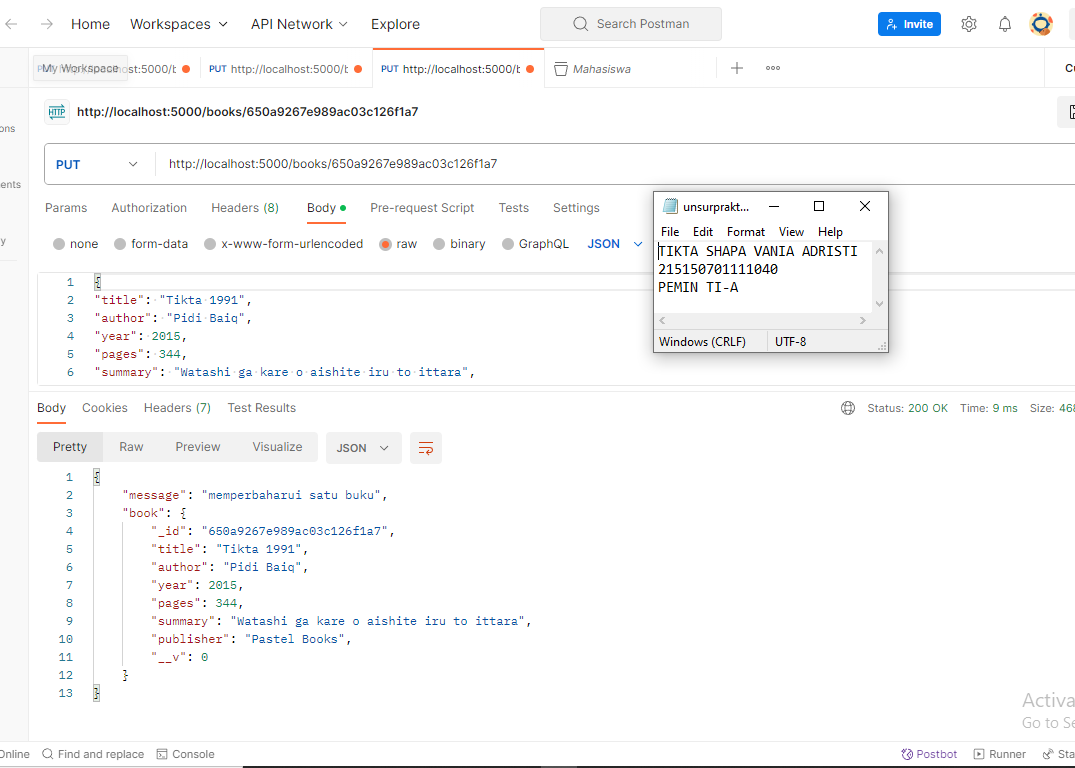 Home Workspaces API Network Explore Search Postman Invite
My Workspace PUT http://localhost:5000/b PUT http://localhost:5000/b Mahasiswa
HTTP http://localhost:5000/books/650a9267e989ac03c126f1a7
PUT http://localhost:5000/books/650a9267e989ac03c126f1a7
Params Authorization Headers (8) Body Pre-request Script Tests Settings
none form-data x-www-form-urlencoded raw binary GraphQL JSON
1 {
2 "title": "Tikta 1991",
3 "author": "Pidi Baiq",
4 "year": 2015,
5 "pages": 344,
6 "summary": "Watashi ga kare o aishite iru to ittara",
unsurprakt...
File Edit Format View Help
TIKTA SHAPA VANIA ADRISTI
215150701111040
PEMIN TI-A
Windows (CRLF) UTF-8
Body Cookies Headers (7) Test Results Status: 200 OK Time: 9 ms Size: 468
Pretty Raw Preview Visualize JSON
1 {
2 "message": "memperbaharui satu buku",
3 "book": {
4 "_id": "650a9267e989ac03c126f1a7",
5 "title": "Tikta 1991",
6 "author": "Pidi Baiq",
7 "year": 2015,
8 "pages": 344,
9 "summary": "Watashi ga kare o aishite iru to ittara",
10 "publisher": "Pastel Books",
11 "__v": 0
12 }
13 }
Activa
Go to Se
Online Find and replace Console Postbot Runner Sta